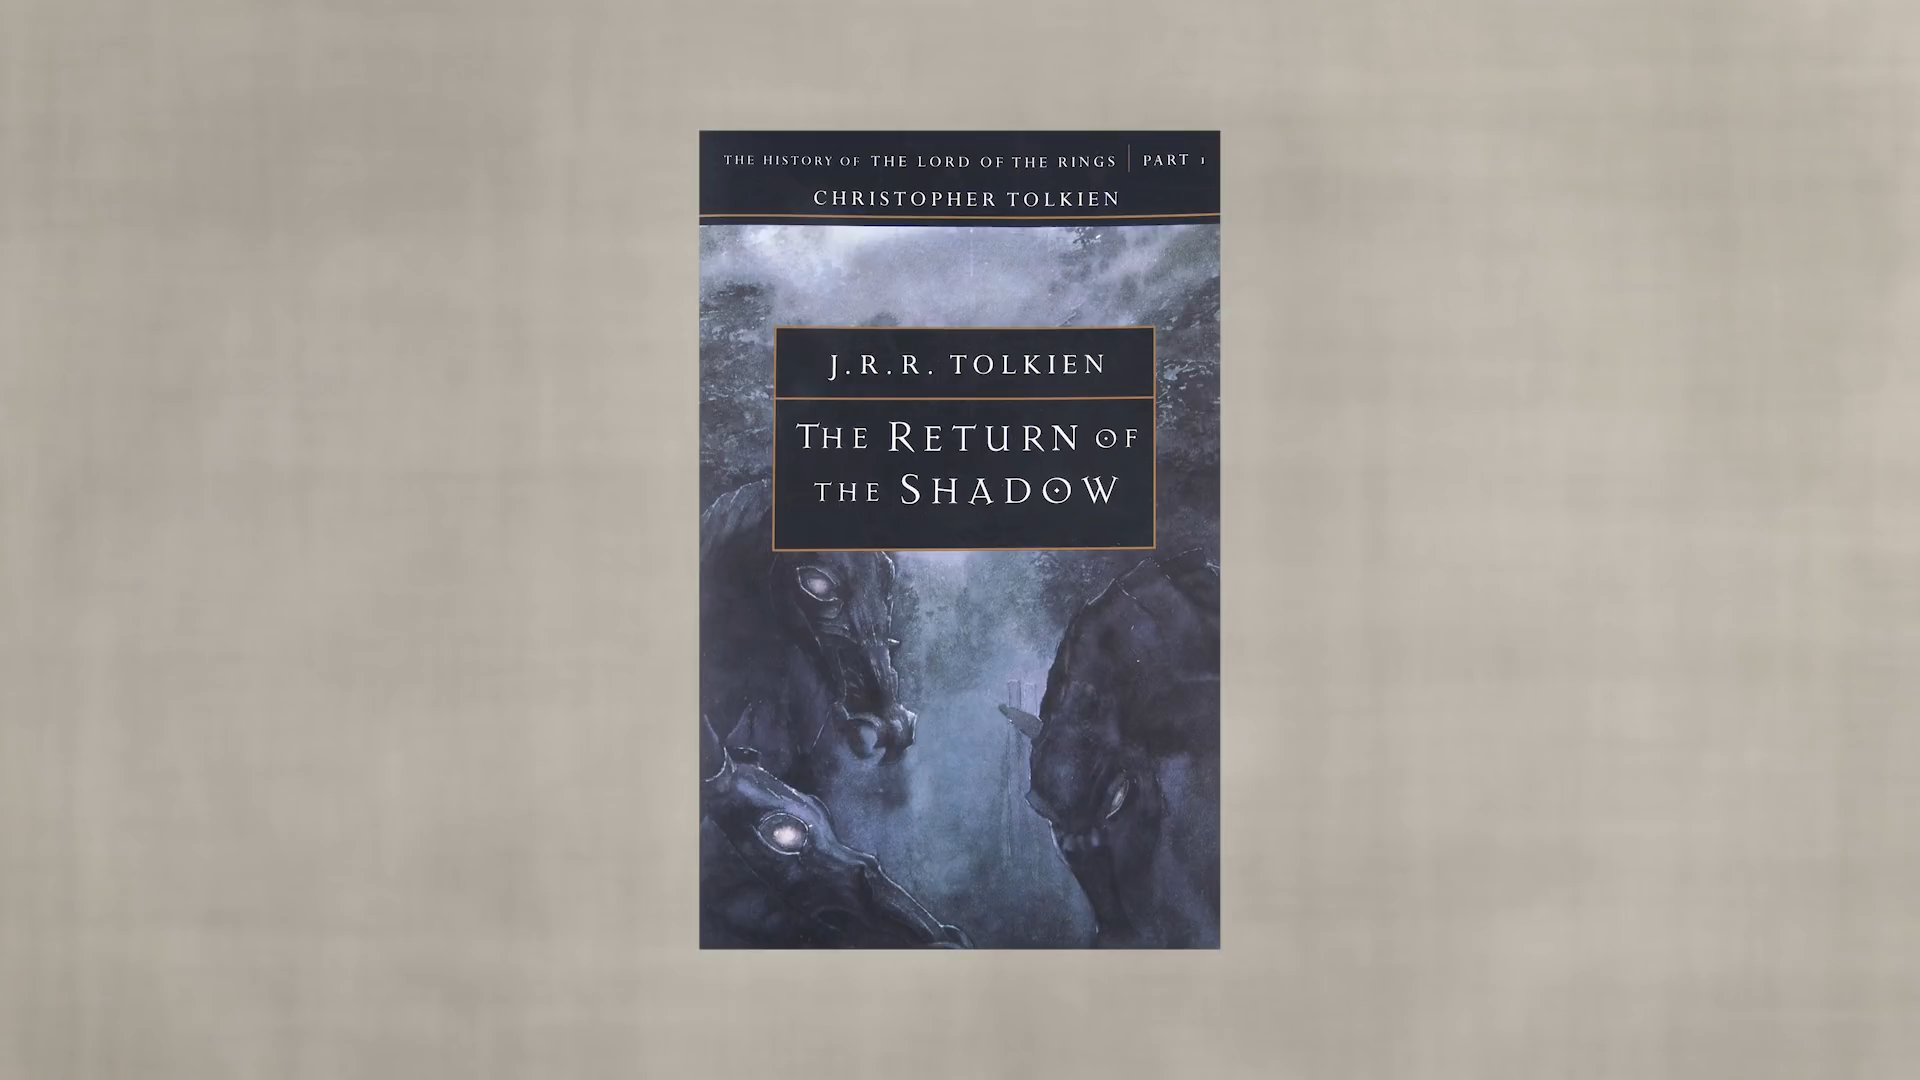 THE HISTORY OF THE LORD OF THE RINGS | PART 1
CHRISTOPHER TOLKIEN
J.R.R. TOLKIEN
THE RETURN OF
THE SHADOW